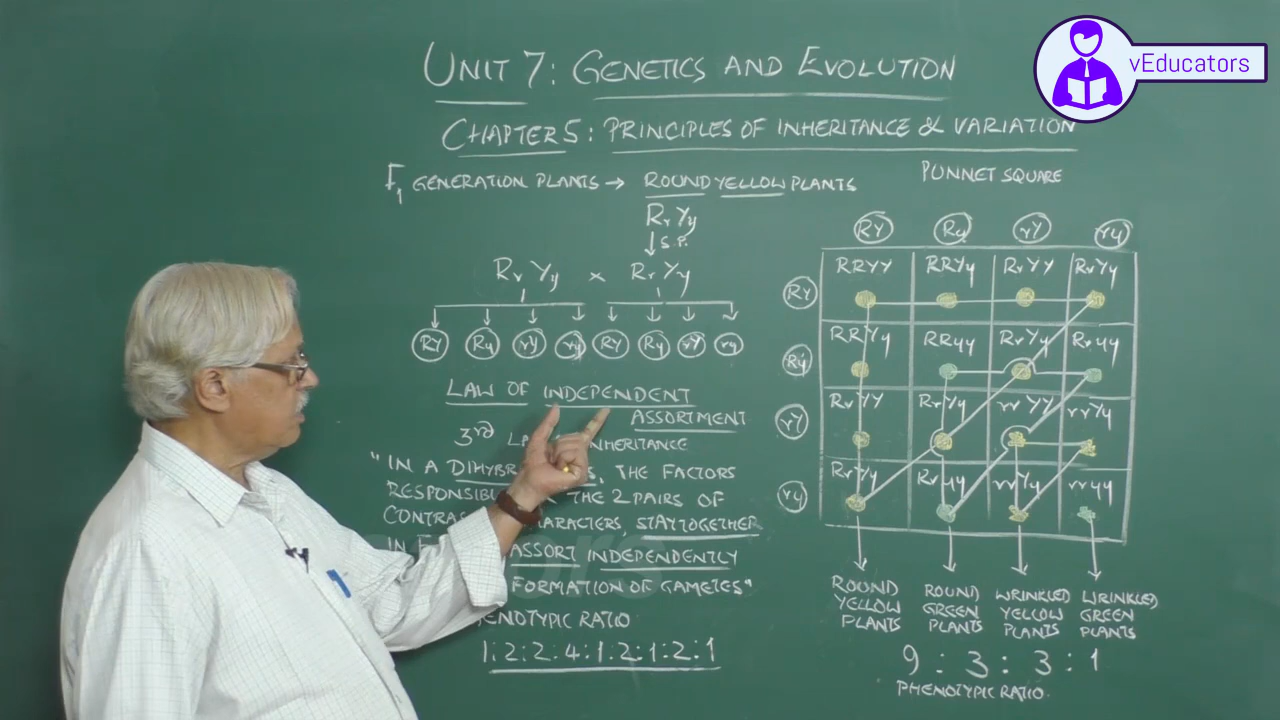 UNIT 7: GENETICS AND EVOLUTION
vEducators
CHAPTER 5: PRINCIPLES OF INHERITANCE & VARIATION
F1 GENERATION PLANTS → ROUND YELLOW PLANTS
RrYy
↓ S.P.
RrYy × RrYy
RY Ry rY ry RY Ry rY ry
LAW OF INDEPENDENT
ASSORTMENT
3rd INHERITANCE
"IN A THE FACTORS
THE 2 PAIRS OF
STAY TOGETHER
IN ASSORT INDEPENDENTLY
FORMATION OF GAMETES"
RATIO
1:2:2:4:1:2:1:2:1
PUNNET SQUARE
RY Ry rY ry
RY RRYY RRYy RrYY RrYy
Ry RRYy RRyy RrYy Rryy
rY RrYY RrYy rrYY rrYy
ry RrYy Rryy rrYy rryy
ROUND YELLOW PLANTS
ROUND GREEN PLANTS
WRINKLED YELLOW PLANTS
WRINKLED GREEN PLANTS
9 : 3 : 3 : 1
PHENOTYPIC RATIO.